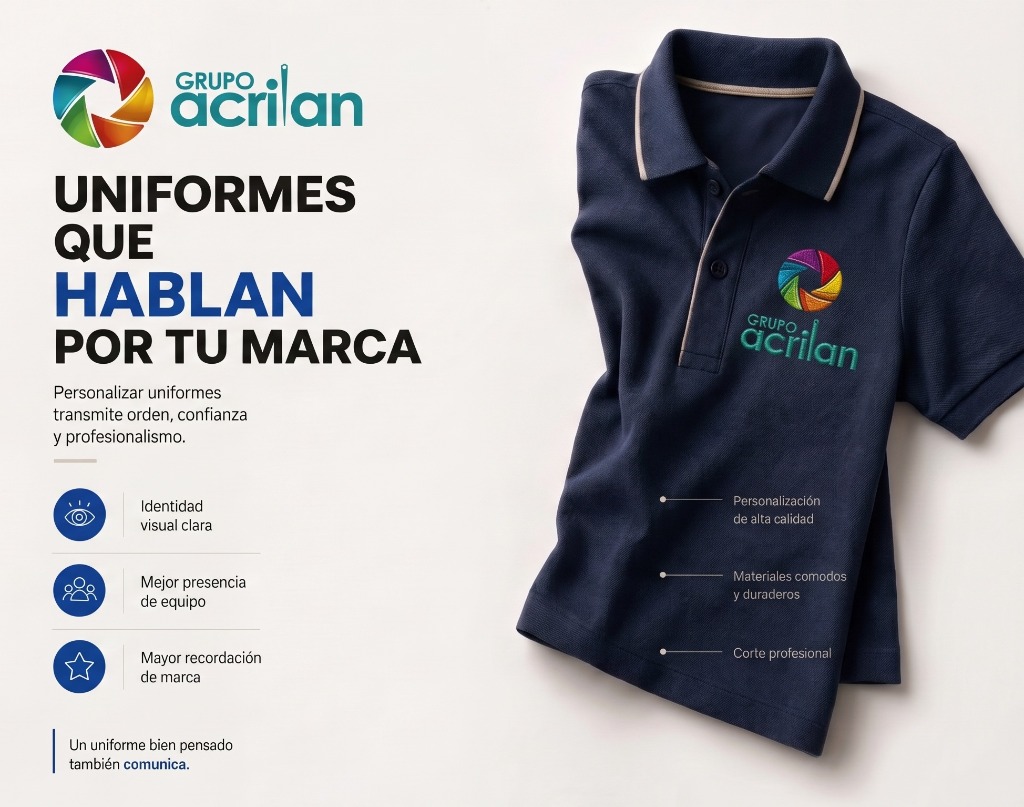 GRUPO
acrilan
UNIFORMES
QUE
HABLAN
POR TU MARCA
Personalizar uniformes
transmite orden, confianza
y profesionalismo.
Identidad
visual clara
Mejor presencia
de equipo
Mayor recordación
de marca
Un uniforme bien pensado
también comunica.
GRUPO
acrilan
Personalización
de alta calidad
Materiales comodos
y duraderos
Corte profesional